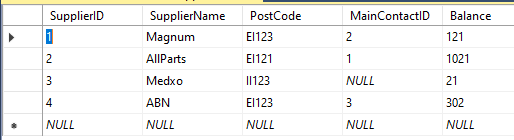 SupplierID SupplierName PostCode MainContactID Balance
1 Magnum EI123 2 121
2 AllParts EI121 1 1021
3 Medxo II123 NULL 21
4 ABN EI123 3 302
NULL NULL NULL NULL NULL